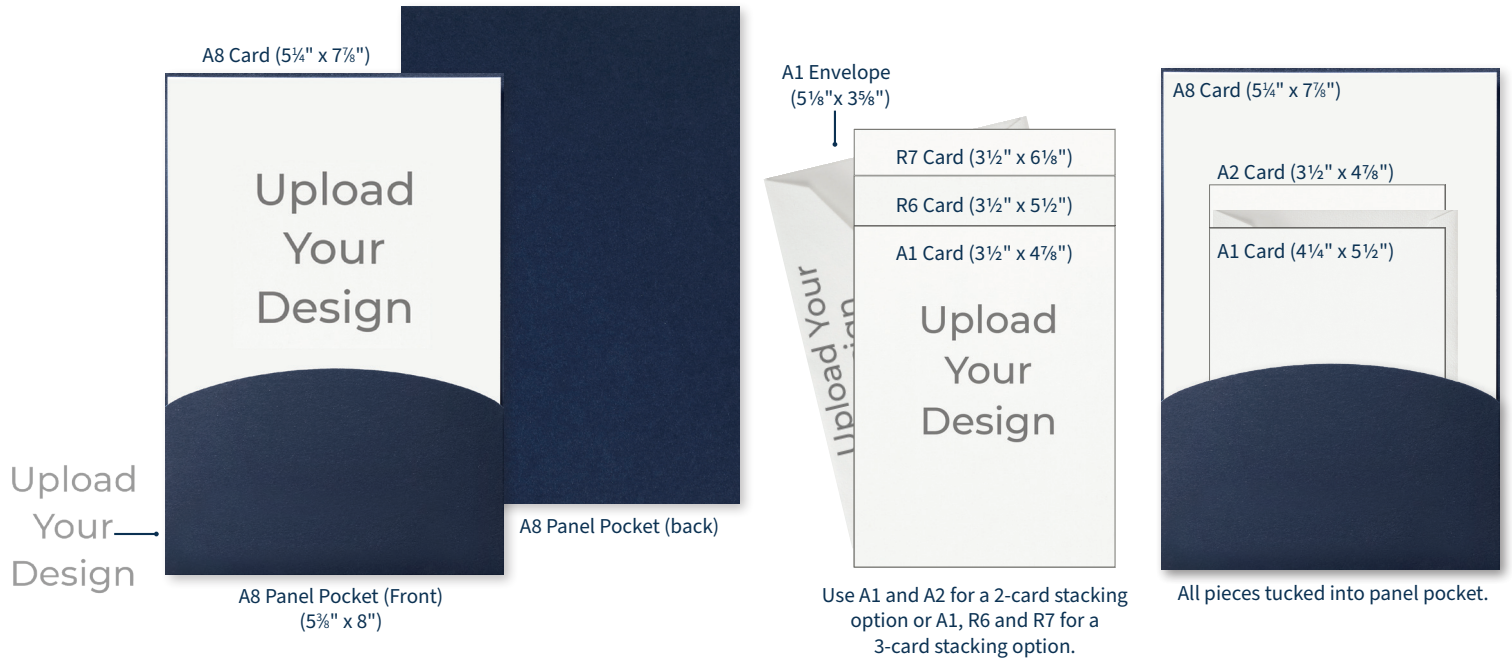 A8 Card (5¼" x 7⅞")
Upload
Your
Design
Upload
Your
Design
A8 Panel Pocket (Front)
(5⅜" x 8")
A8 Panel Pocket (back)
A1 Envelope
(5⅛"x 3⅝")
Upload Your
R7 Card (3½" x 6⅛")
R6 Card (3½" x 5½")
A1 Card (3½" x 4⅞")
Upload
Your
Design
Use A1 and A2 for a 2-card stacking
option or A1, R6 and R7 for a
3-card stacking option.
A8 Card (5¼" x 7⅞")
A2 Card (3½" x 4⅞")
A1 Card (4¼" x 5½")
All pieces tucked into panel pocket.